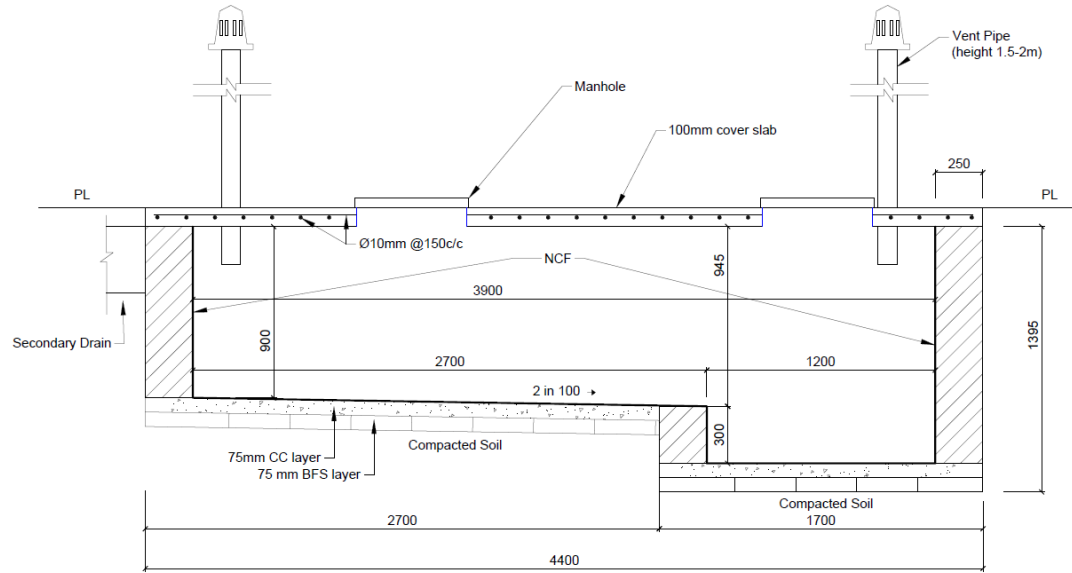 Vent Pipe
(height 1.5-2m)
Manhole
100mm cover slab
250
PL
PL
Ø10mm @150c/c
NCF
945
3900
1395
Secondary Drain
900
2700
1200
2 in 100
300
Compacted Soil
75mm CC layer
75 mm BFS layer
Compacted Soil
2700
1700
4400